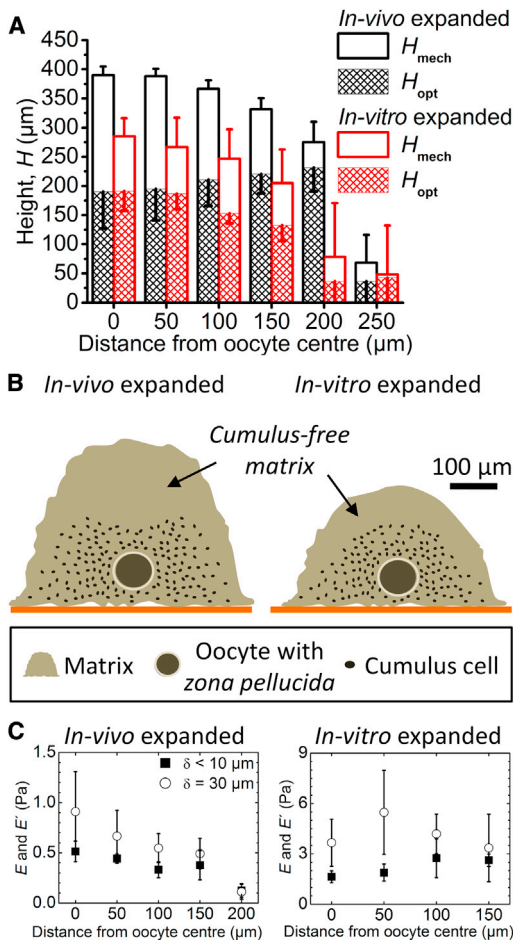 A
In-vivo expanded
Hmech
Hopt
In-vitro expanded
Hmech
Hopt
Height, H (µm)
450
400
350
300
250
200
150
100
50
0
0 50 100 150 200 250
Distance from oocyte centre (µm)
B
In-vivo expanded In-vitro expanded
Cumulus-free
matrix
100 µm
Matrix Oocyte with
zona pellucida Cumulus cell
C
In-vivo expanded In-vitro expanded
E and E′ (Pa)
1.5
1.0
0.5
0.0
δ < 10 µm
δ = 30 µm
0 50 100 150 200
Distance from oocyte centre (µm)
E and E′ (Pa)
9
6
3
0
0 50 100 150
Distance from oocyte centre (µm)